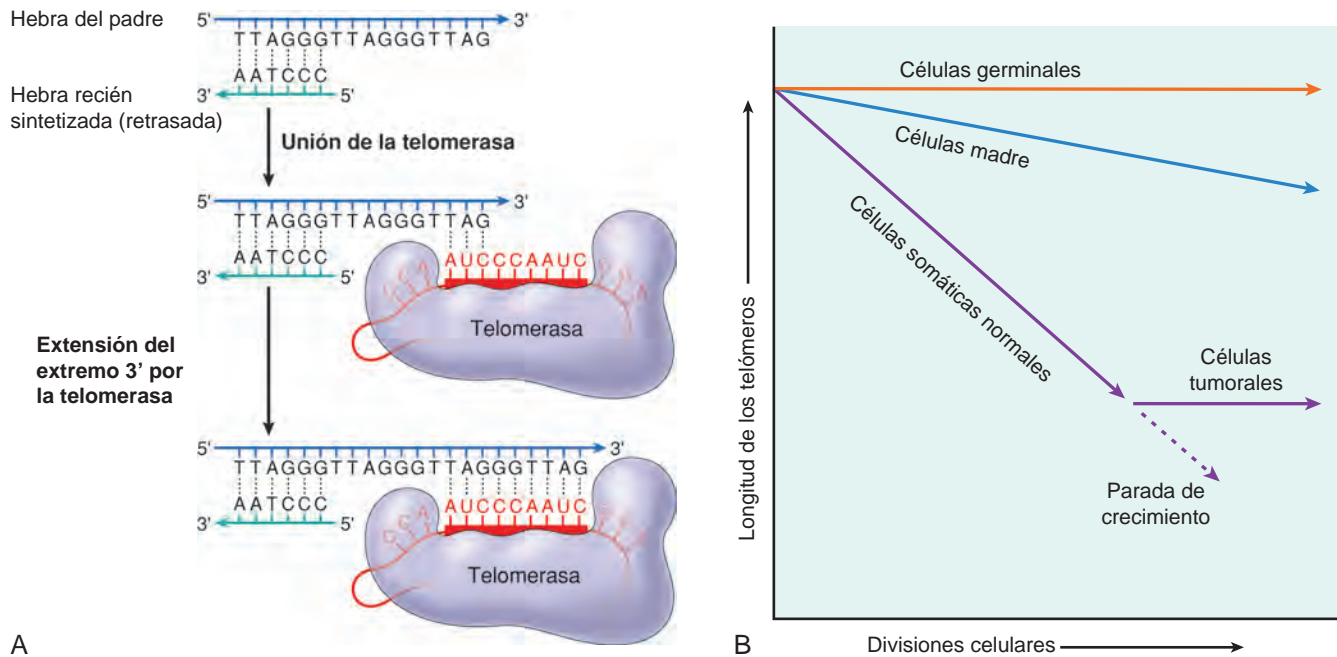 Hebra del padre
5' 3'
TTAGGGTTAGGGTTAG
AATCCC
3' 5'
Hebra recién
sintetizada (retrasada)
Unión de la telomerasa
5' 3'
TTAGGGTTAGGGTTAG
AATCCC
3' 5'
AUCCCAAUC
Telomerasa
Extensión del
extremo 3' por
la telomerasa
5' 3'
TTAGGGTTAGGGTTAGGGTTAG
AATCCC
3' 5'
AUCCCAAUC
Telomerasa
A
Células germinales
Células madre
Células somáticas normales
Células
tumorales
Parada de
crecimiento
Longitud de los telómeros
Divisiones celulares
B